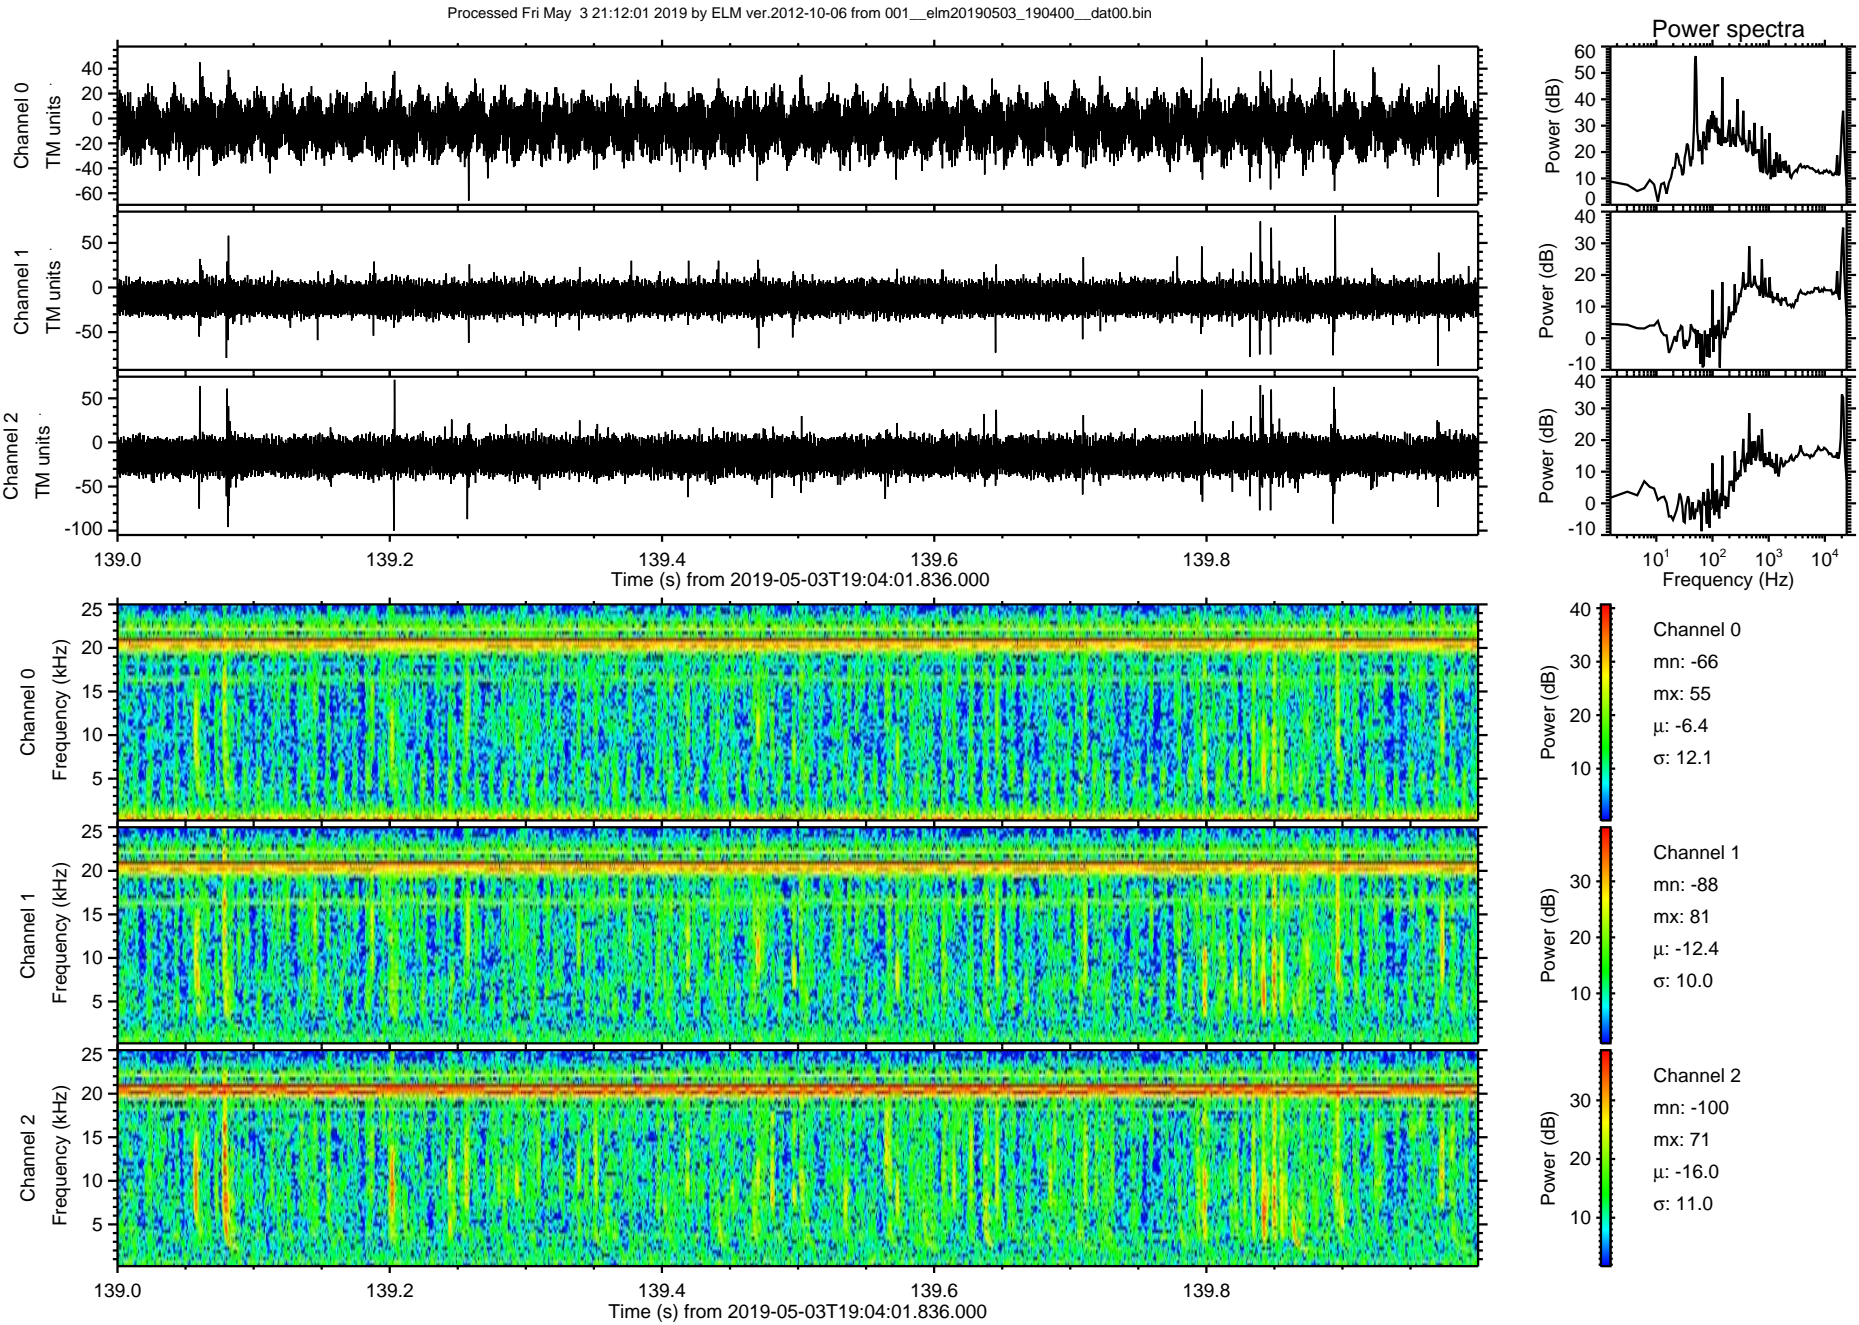 Processed Fri May  3 21:12:01 2019 by ELM ver.2012-10-06 from 001__elm20190503_190400__dat00.bin
Power spectra
Channel 0
TM units
40
20
0
-20
-40
-60
Power (dB)
60
50
40
30
20
10
0
Channel 1
TM units
50
0
-50
Power (dB)
40
30
20
10
0
-10
Channel 2
TM units
50
0
-50
-100
Power (dB)
40
30
20
10
0
-10
139.0 139.2 139.4 139.6 139.8
Time (s) from 2019-05-03T19:04:01.836.000
10¹ 10² 10³ 10⁴
Frequency (Hz)
Channel 0
Frequency (kHz)
25
20
15
10
5
Power (dB)
40
30
20
10
Channel 0
mn: -66
mx: 55
μ: -6.4
σ: 12.1
Channel 1
Frequency (kHz)
25
20
15
10
5
Power (dB)
30
20
10
Channel 1
mn: -88
mx: 81
μ: -12.4
σ: 10.0
Channel 2
Frequency (kHz)
25
20
15
10
5
Power (dB)
30
20
10
Channel 2
mn: -100
mx: 71
μ: -16.0
σ: 11.0
139.0 139.2 139.4 139.6 139.8
Time (s) from 2019-05-03T19:04:01.836.000